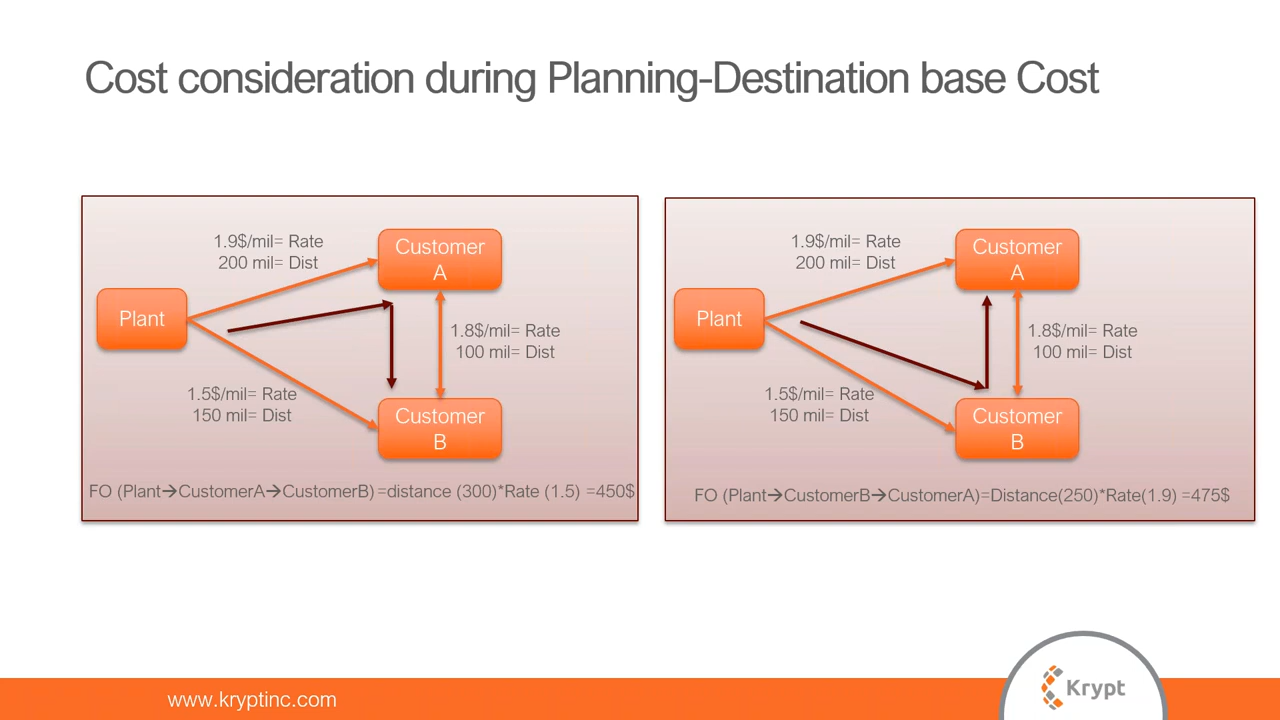 Cost consideration during Planning-Destination base Cost
1.9$/mil= Rate
200 mil= Dist
Customer
A
Plant
1.8$/mil= Rate
100 mil= Dist
1.5$/mil= Rate
150 mil= Dist
Customer
B
FO (Plant→CustomerA→CustomerB) =distance (300)*Rate (1.5) =450$
1.9$/mil= Rate
200 mil= Dist
Customer
A
Plant
1.8$/mil= Rate
100 mil= Dist
1.5$/mil= Rate
150 mil= Dist
Customer
B
FO (Plant→CustomerB→CustomerA)=Distance(250)*Rate(1.9) =475$
www.kryptinc.com
Krypt